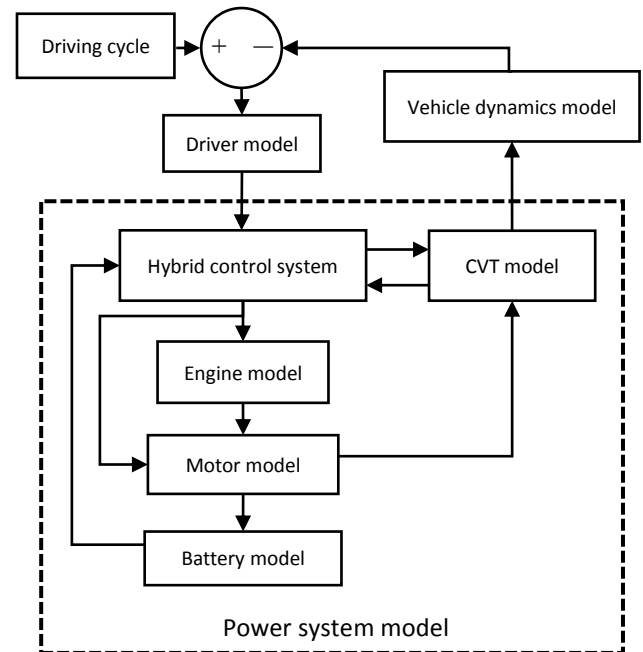 Driving cycle
+ —
Vehicle dynamics model
Driver model
Hybrid control system
CVT model
Engine model
Motor model
Battery model
Power system model